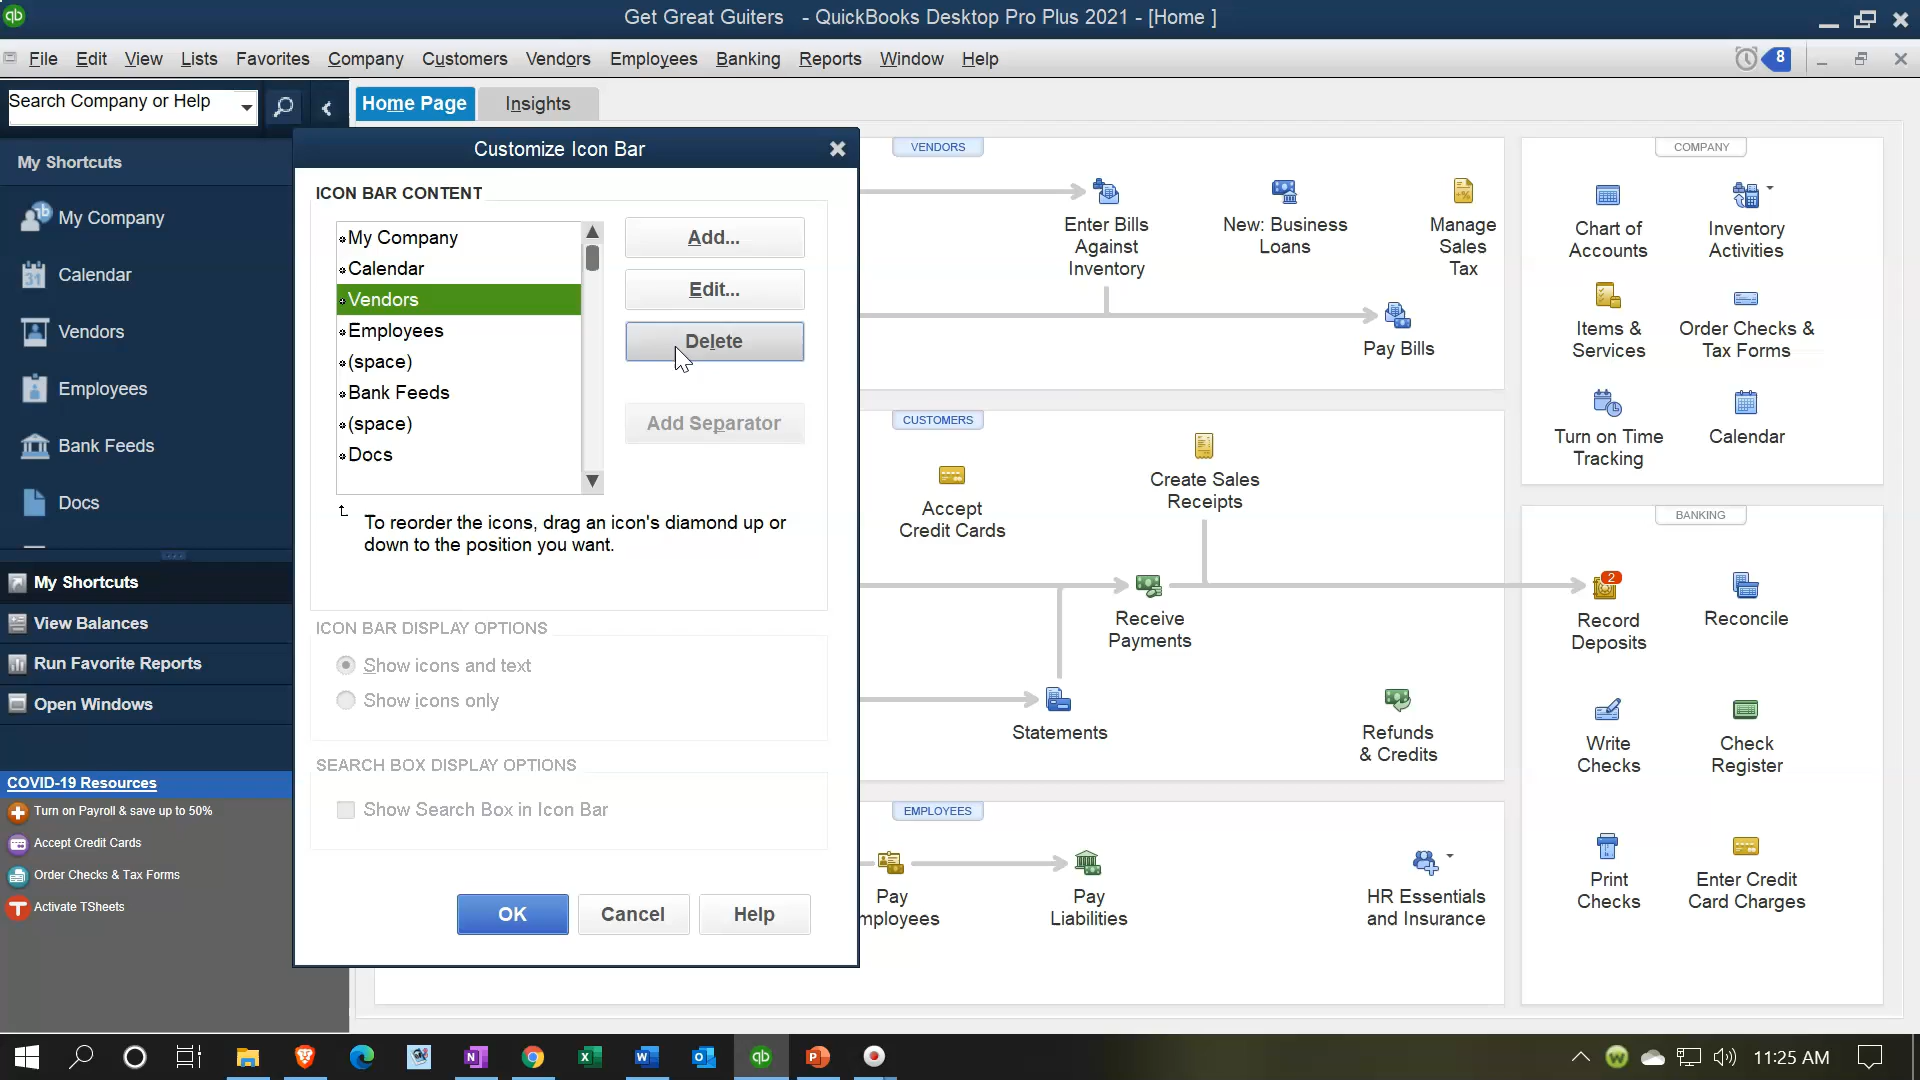 qb
Get Great Guiters - QuickBooks Desktop Pro Plus 2021 - [Home ]
File Edit View Lists Favorites Company Customers Vendors Employees Banking Reports Window Help
8
Search Company or Help
Home Page
Insights
My Shortcuts
My Company
Calendar
Vendors
Employees
Bank Feeds
Docs
My Shortcuts
View Balances
Run Favorite Reports
Open Windows
COVID-19 Resources
Turn on Payroll & save up to 50%
Accept Credit Cards
Order Checks & Tax Forms
Activate TSheets
Customize Icon Bar
ICON BAR CONTENT
My Company
Calendar
Vendors
Employees
(space)
Bank Feeds
(space)
Docs
Add...
Edit...
Delete
Add Separator
To reorder the icons, drag an icon's diamond up or
down to the position you want.
ICON BAR DISPLAY OPTIONS
Show icons and text
Show icons only
SEARCH BOX DISPLAY OPTIONS
Show Search Box in Icon Bar
OK
Cancel
Help
VENDORS
Enter Bills
Against
Inventory
New: Business
Loans
Manage
Sales
Tax
Pay Bills
CUSTOMERS
Accept
Credit Cards
Create Sales
Receipts
Receive
Payments
Statements
Refunds
& Credits
EMPLOYEES
Pay
mployees
Pay
Liabilities
HR Essentials
and Insurance
COMPANY
Chart of
Accounts
Inventory
Activities
Items &
Services
Order Checks &
Tax Forms
Turn on Time
Tracking
Calendar
BANKING
2
Record
Deposits
Reconcile
Write
Checks
Check
Register
Print
Checks
Enter Credit
Card Charges
11:25 AM